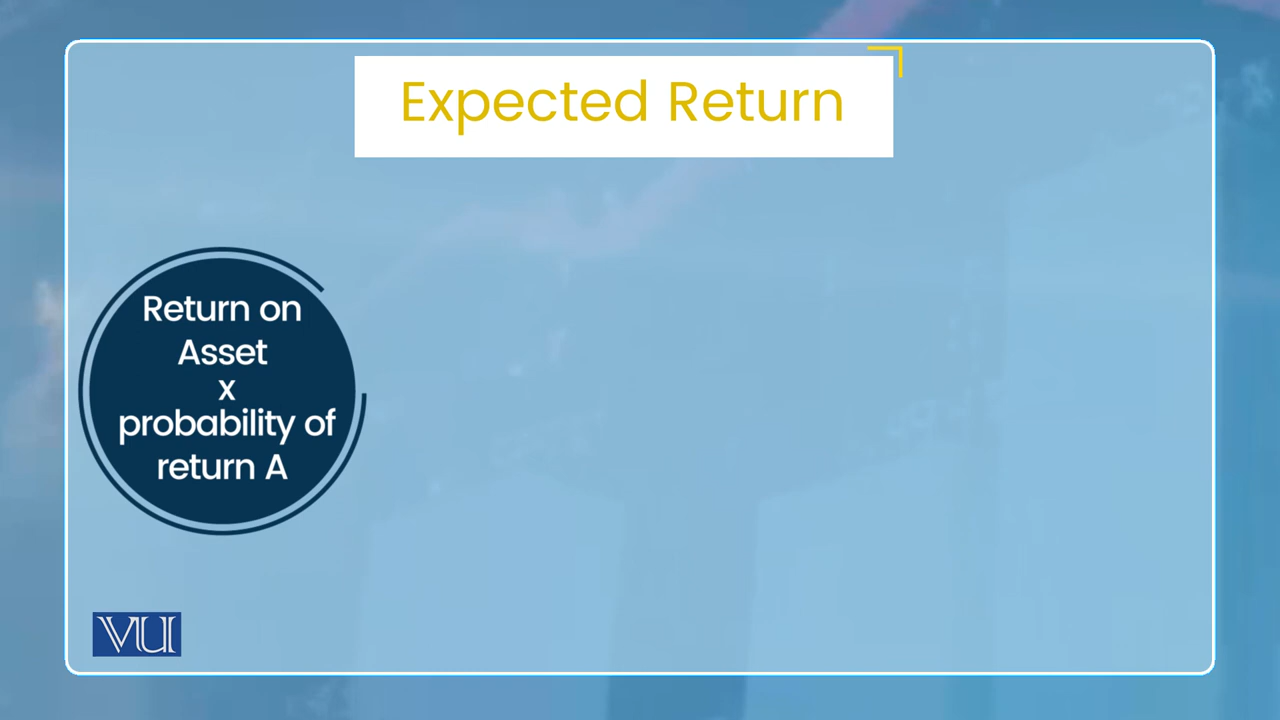 Expected Return
Return on
Asset
x
probability of
return A
VU